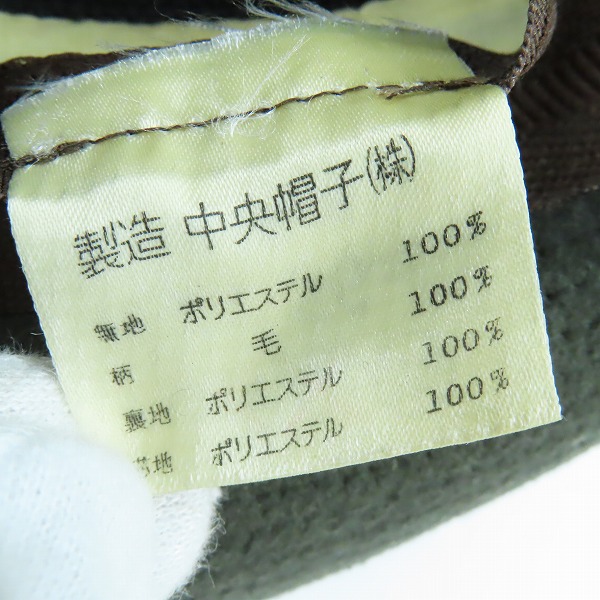 製造 中央帽子(株)
無地 ポリエステル 100%
柄 毛 100%
裏地 ポリエステル 100%
芯地 ポリエステル 100%